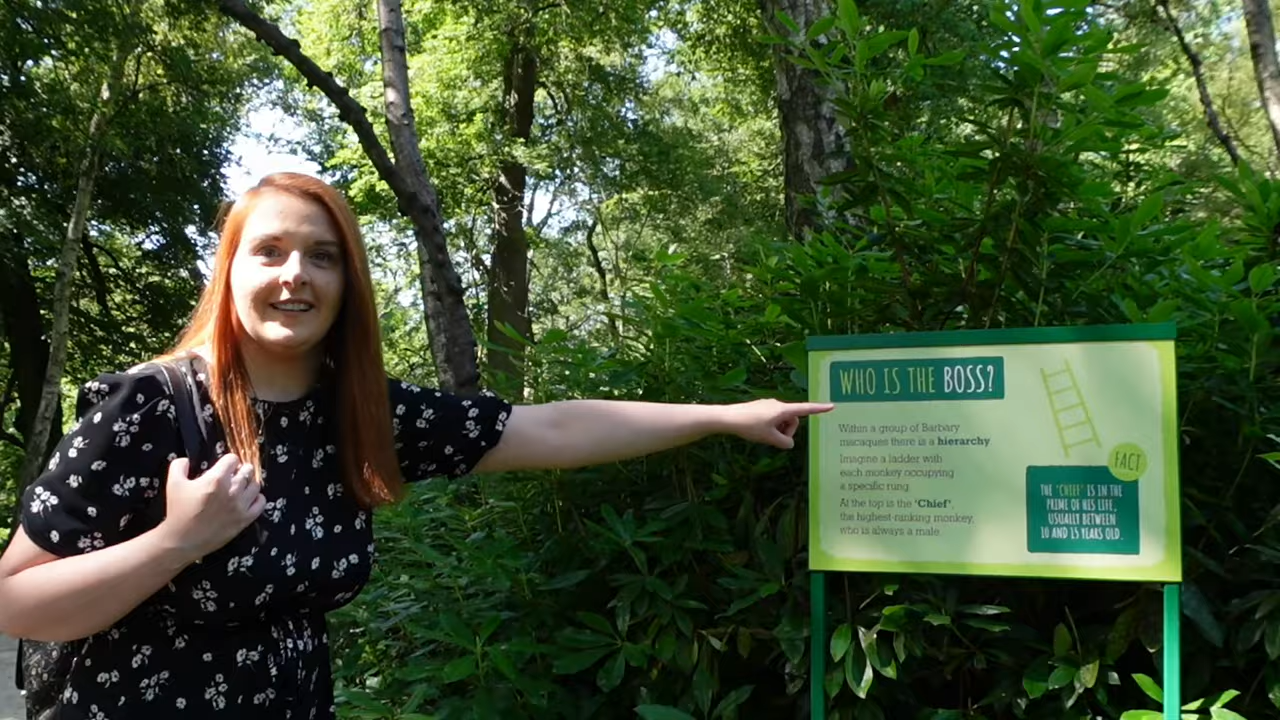 WHO IS THE BOSS?
Within a group of Barbary
macaques there is a hierarchy
Imagine a ladder with
each monkey occupying
a specific rung
At the top is the 'Chief',
the highest-ranking monkey,
who is always a male.
FACT
THE 'CHIEF' IS IN THE
PRIME OF HIS LIFE,
USUALLY BETWEEN
10 AND 15 YEARS OLD.